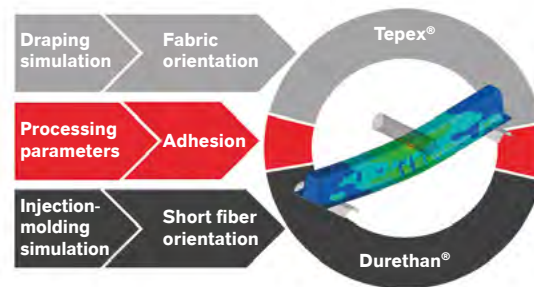 Draping
simulation
Fabric
orientation
Tepex®
Processing
parameters
Adhesion
Injection-
molding
simulation
Short fiber
orientation
Durethan®